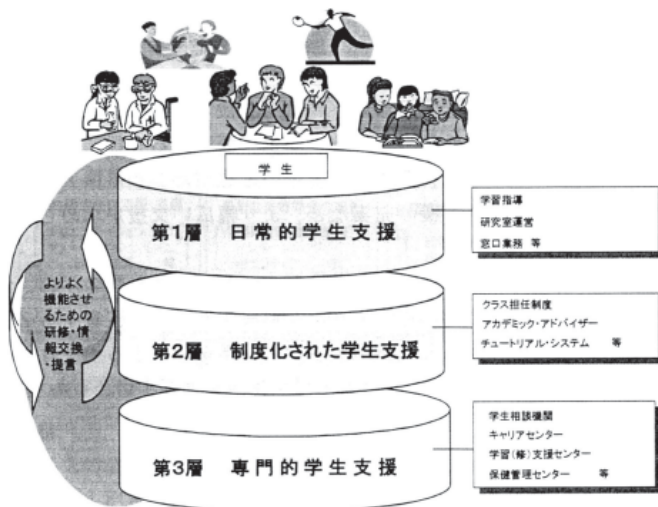 学生
第1層 日常的学生支援
学習指導
研究室運営
窓口業務 等
よりよく
機能させ
るための
研修・情
報交換
・提言
第2層 制度化された学生支援
クラス担任制度
アカデミック・アドバイザー
チュートリアル・システム 等
第3層 専門的学生支援
学生相談機関
キャリアセンター
学習(修)支援センター
保健管理センター 等